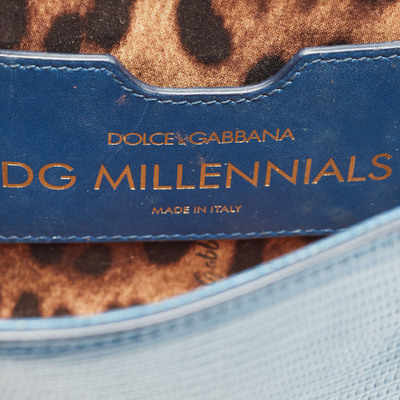 DOLCE&GABBANA
DG MILLENNIALS
MADE IN ITALY